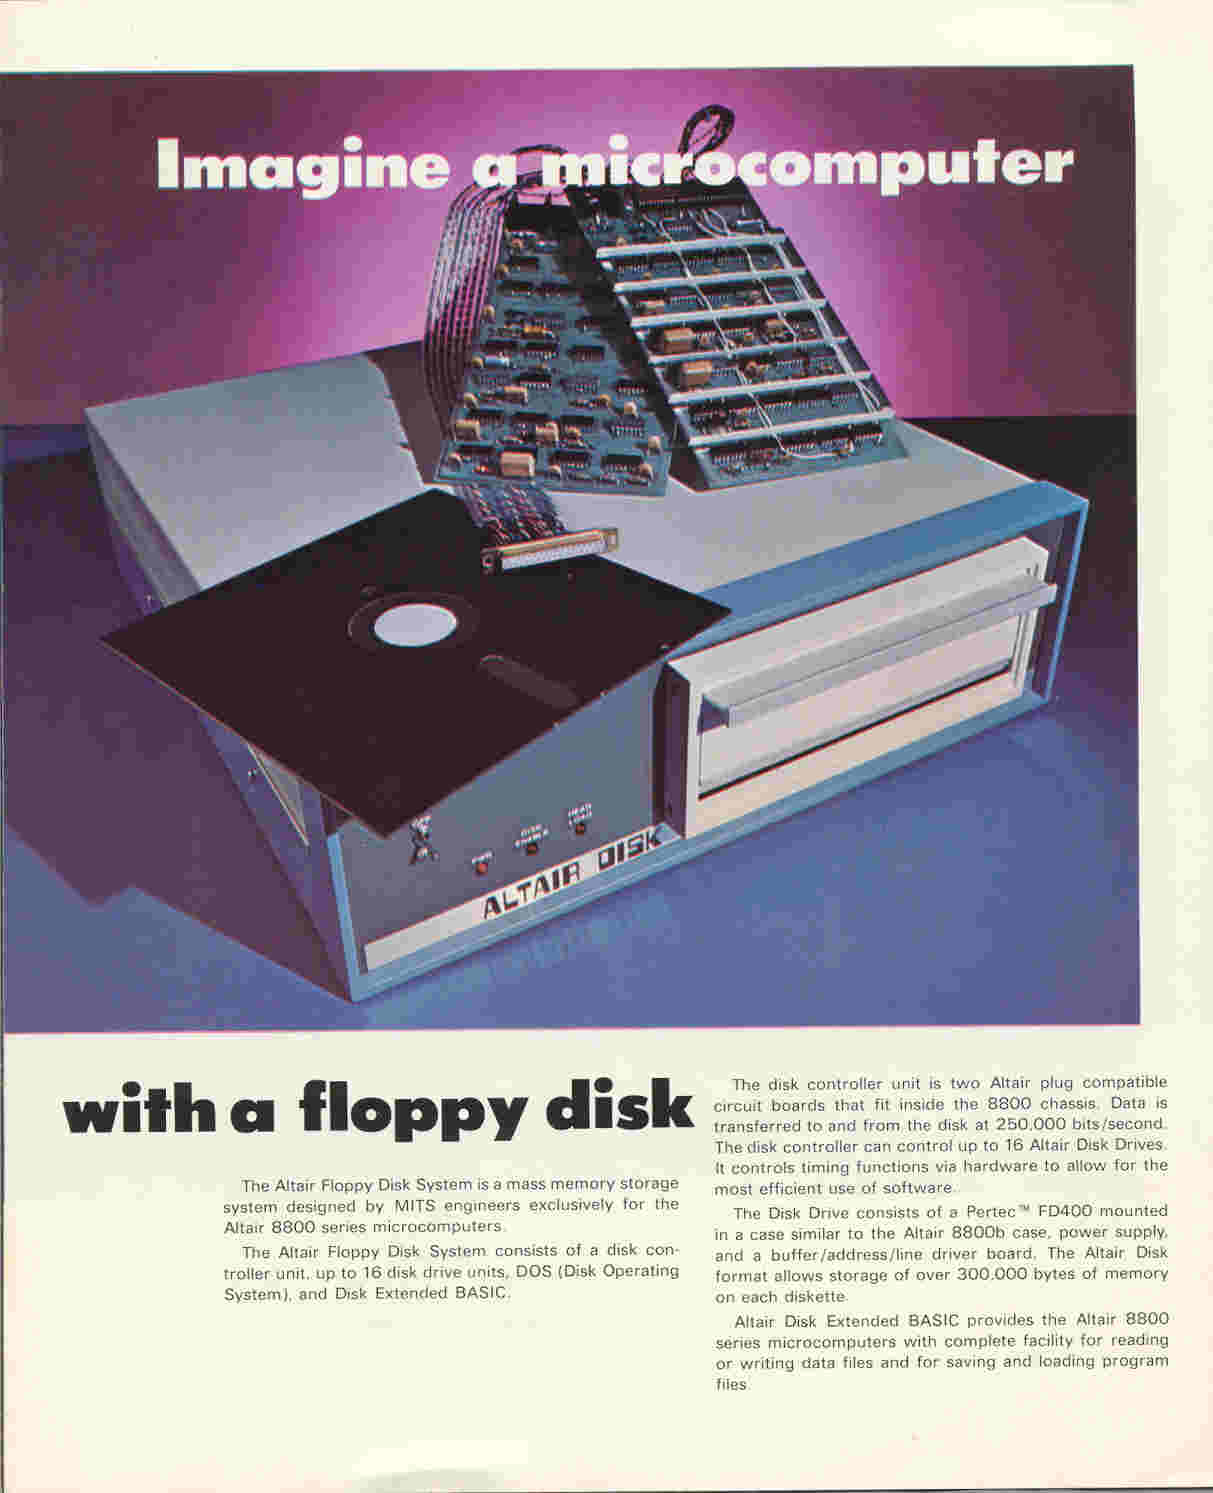 Imagine a microcomputer
OFF
PWR
DISK
ENABLE
HEAD
LOAD
ALTAIR DISK
with a floppy disk
The Altair Floppy Disk System is a mass memory storage
system designed by MITS engineers exclusively for the
Altair 8800 series microcomputers.
The Altair Floppy Disk System consists of a disk con-
troller unit, up to 16 disk drive units, DOS (Disk Operating
System), and Disk Extended BASIC.
The disk controller unit is two Altair plug compatible
circuit boards that fit inside the 8800 chassis. Data is
transferred to and from the disk at 250,000 bits/second.
The disk controller can control up to 16 Altair Disk Drives.
It controls timing functions via hardware to allow for the
most efficient use of software.
The Disk Drive consists of a Pertec™ FD400 mounted
in a case similar to the Altair 8800b case, power supply,
and a buffer/address/line driver board. The Altair Disk
format allows storage of over 300,000 bytes of memory
on each diskette.
Altair Disk Extended BASIC provides the Altair 8800
series microcomputers with complete facility for reading
or writing data files and for saving and loading program
files.